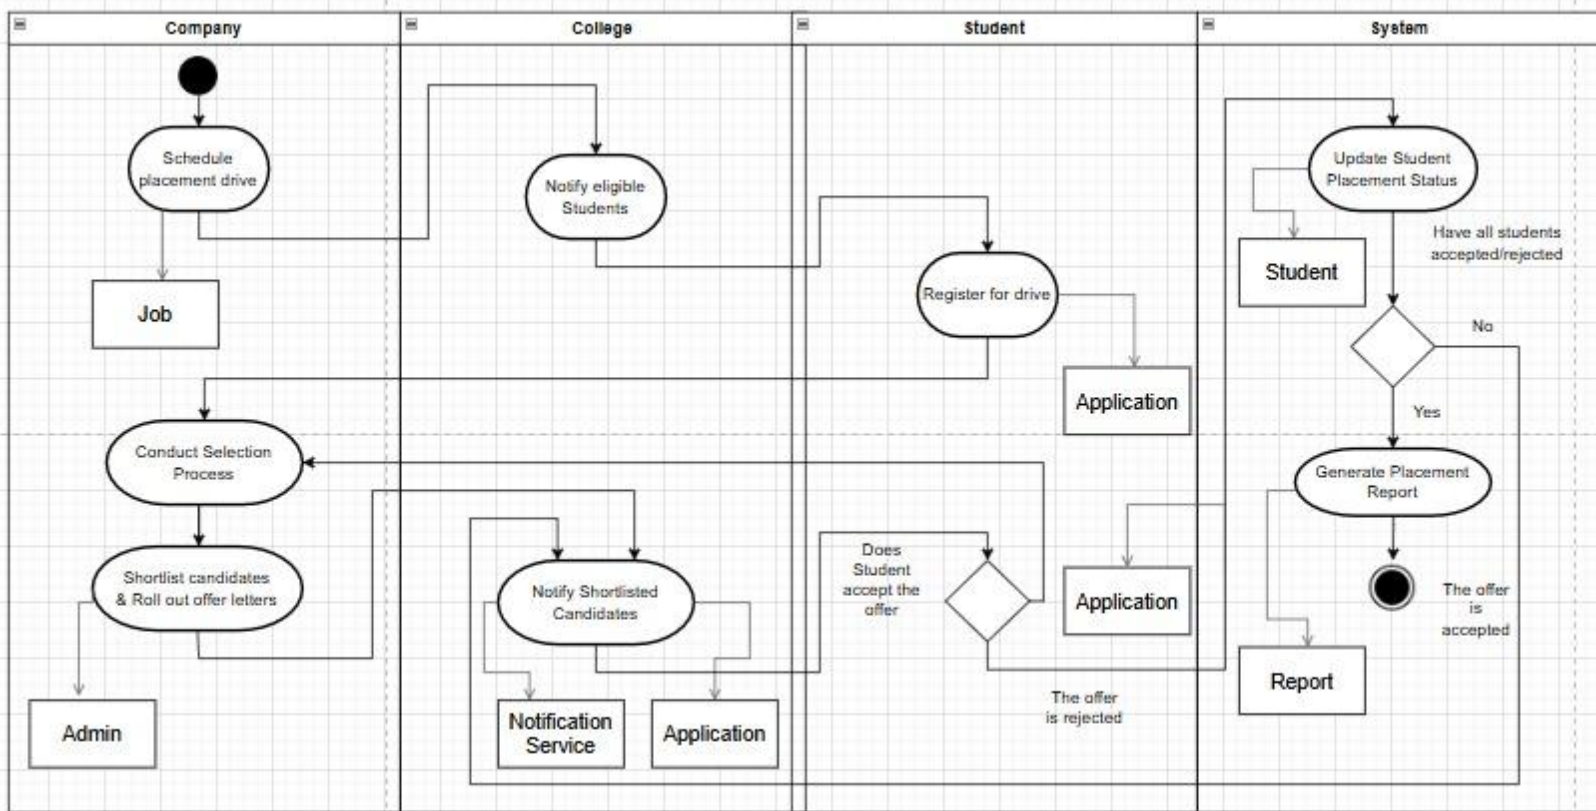 Company
College
Student
System
Schedule
placement drive
Job
Notify eligible
Students
Register for drive
Application
Update Student
Placement Status
Student
Have all students
accepted/rejected
No
Yes
Conduct Selection
Process
Shortlist candidates
& Roll out offer letters
Admin
Notify Shortlisted
Candidates
Notification
Service
Application
Does
Student
accept the
offer
Application
The offer
is rejected
Generate Placement
Report
Report
The offer
is
accepted